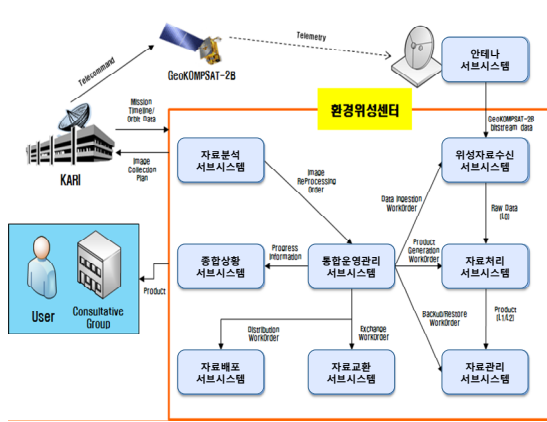 Telecommand
GeoKOMPSAT-2B
Telemetry
안테나
서브시스템
Mission
Timeline/
Orbit Data
환경위성센터
GeoKOMPSAT-2B
Bitstream data
KARI
Image
Collection
Plan
자료분석
서브시스템
Image
ReProcessing
Order
위성자료수신
서브시스템
Data Ingestion
WorkOrder
Raw Data
(L0)
User
Consultative
Group
Product
종합상황
서브시스템
Progress
Information
통합운영관리
서브시스템
Product
Generation
WorkOrder
자료처리
서브시스템
Distribution
WorkOrder
Exchange
WorkOrder
Backup/Restore
WorkOrder
Product
(L1/L2)
자료배포
서브시스템
자료교환
서브시스템
자료관리
서브시스템